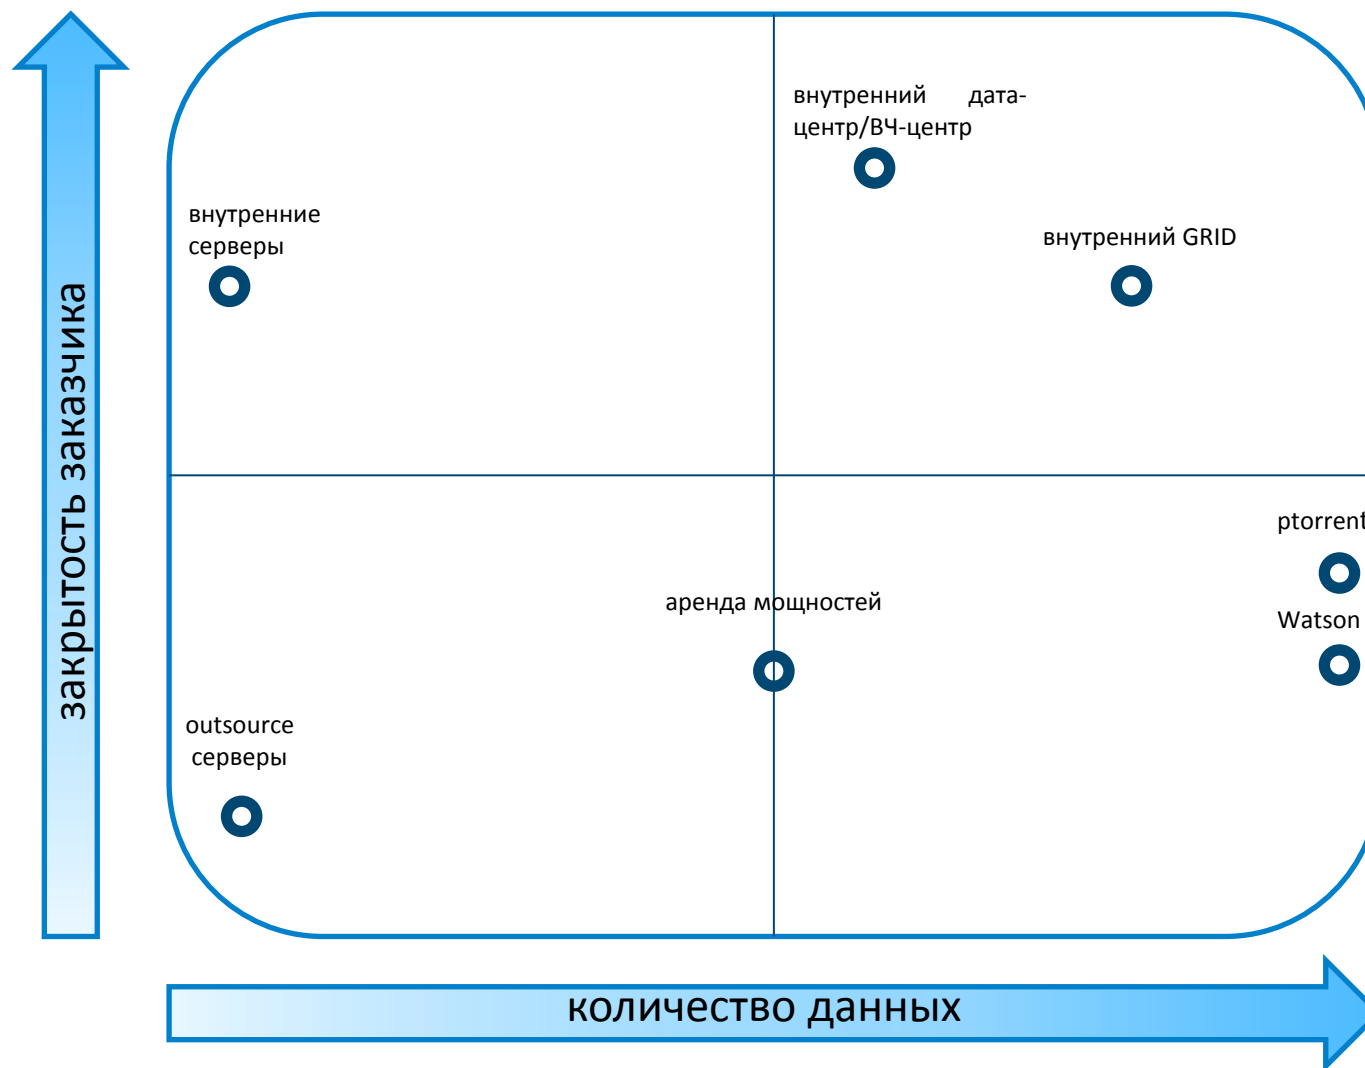 закрытость заказчика
внутренний дата-
центр/ВЧ-центр
внутренние
серверы
внутренний GRID
ptorrent
аренда мощностей
Watson
outsource
серверы
количество данных